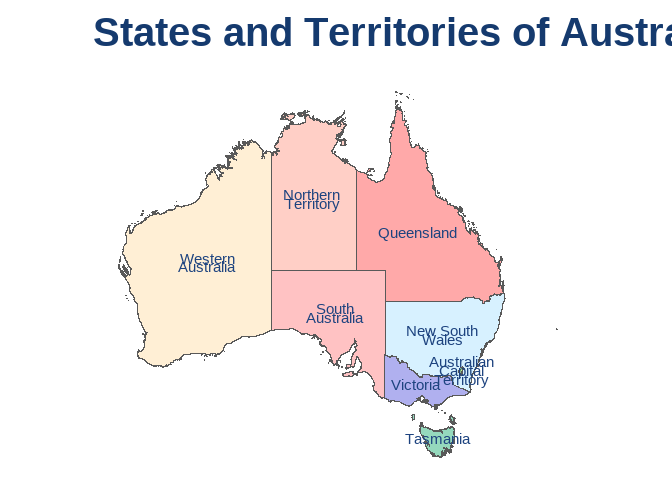 States and Territories of Austra
Northern
Territory
Queensland
Western
Australia
South
Australia
New South
Wales
Australian
Capital
Territory
Victoria
Tasmania